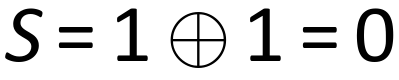 S = 1 ⊕ 1 = 0